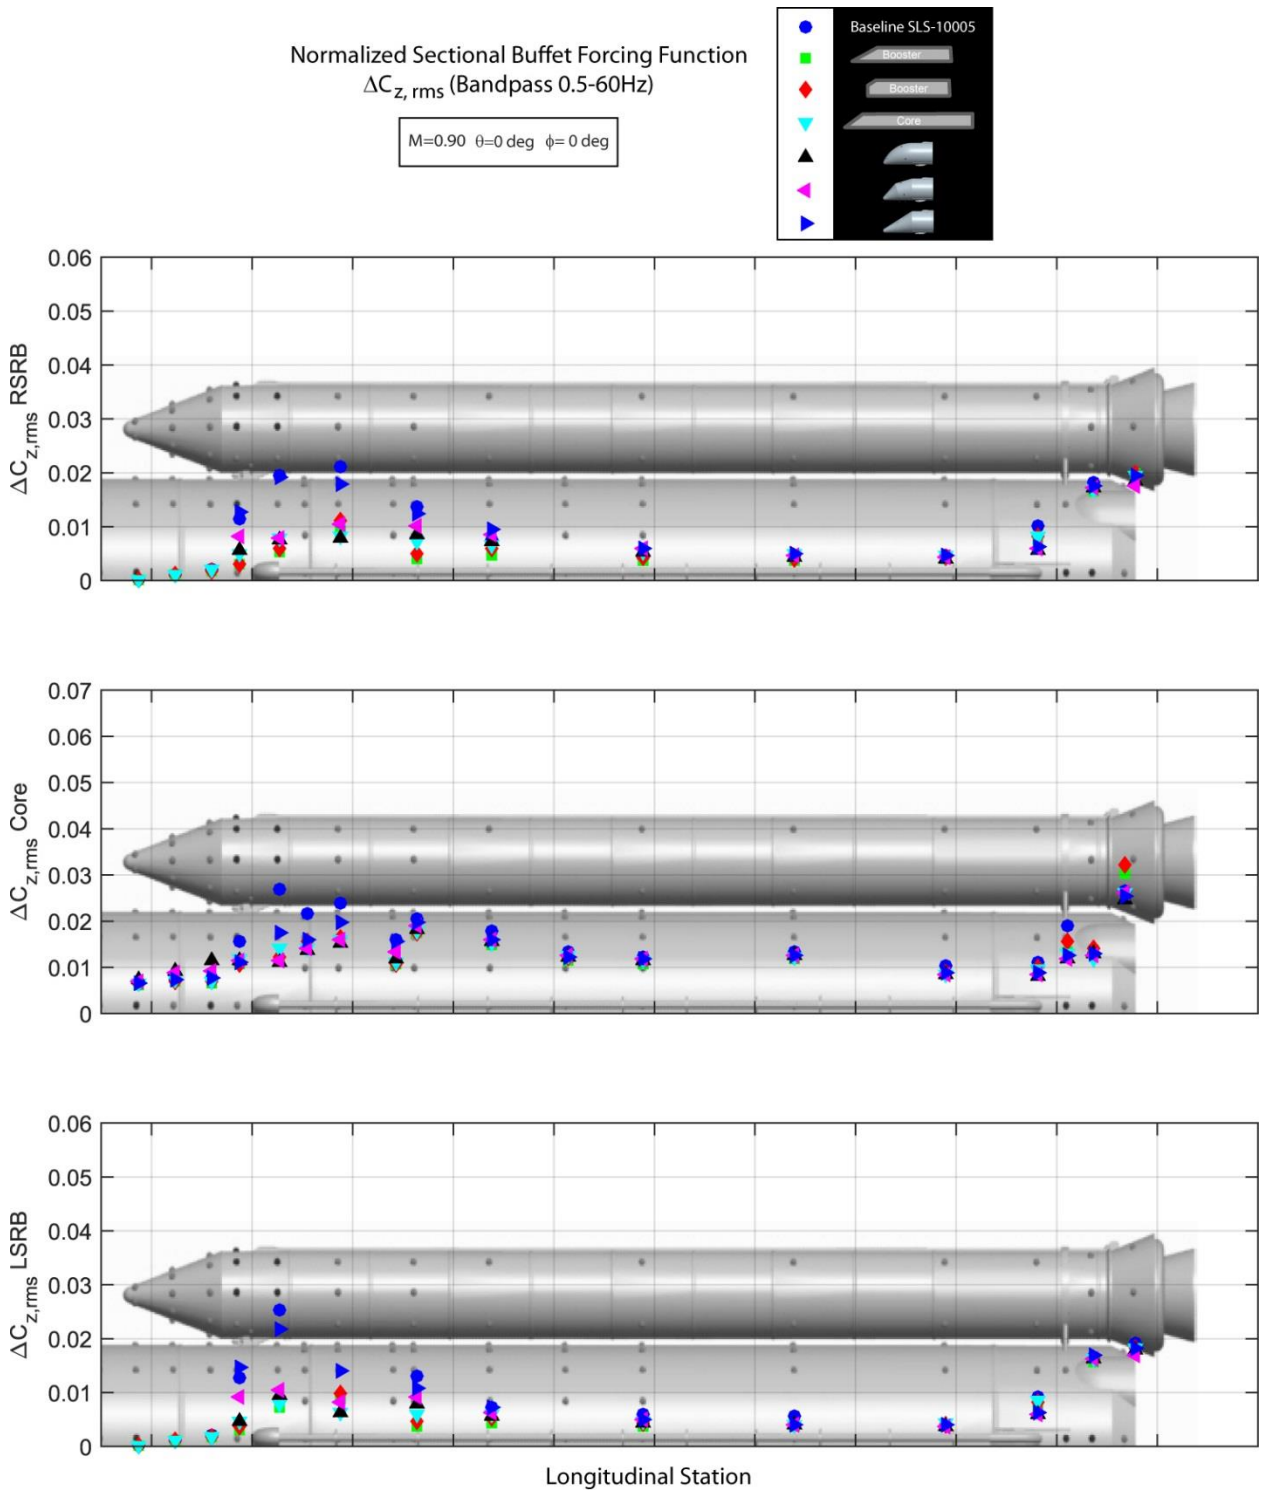 Normalized Sectional Buffet Forcing Function
ΔCz, rms (Bandpass 0.5-60Hz)
M=0.90 θ=0 deg ϕ= 0 deg
Baseline SLS-10005
Booster
Booster
Core
0.06
0.05
0.04
0.03
0.02
0.01
0
ΔCz,rms RSRB
0.07
0.06
0.05
0.04
0.03
0.02
0.01
0
ΔCz,rms Core
0.06
0.05
0.04
0.03
0.02
0.01
0
ΔCz,rms LSRB
Longitudinal Station